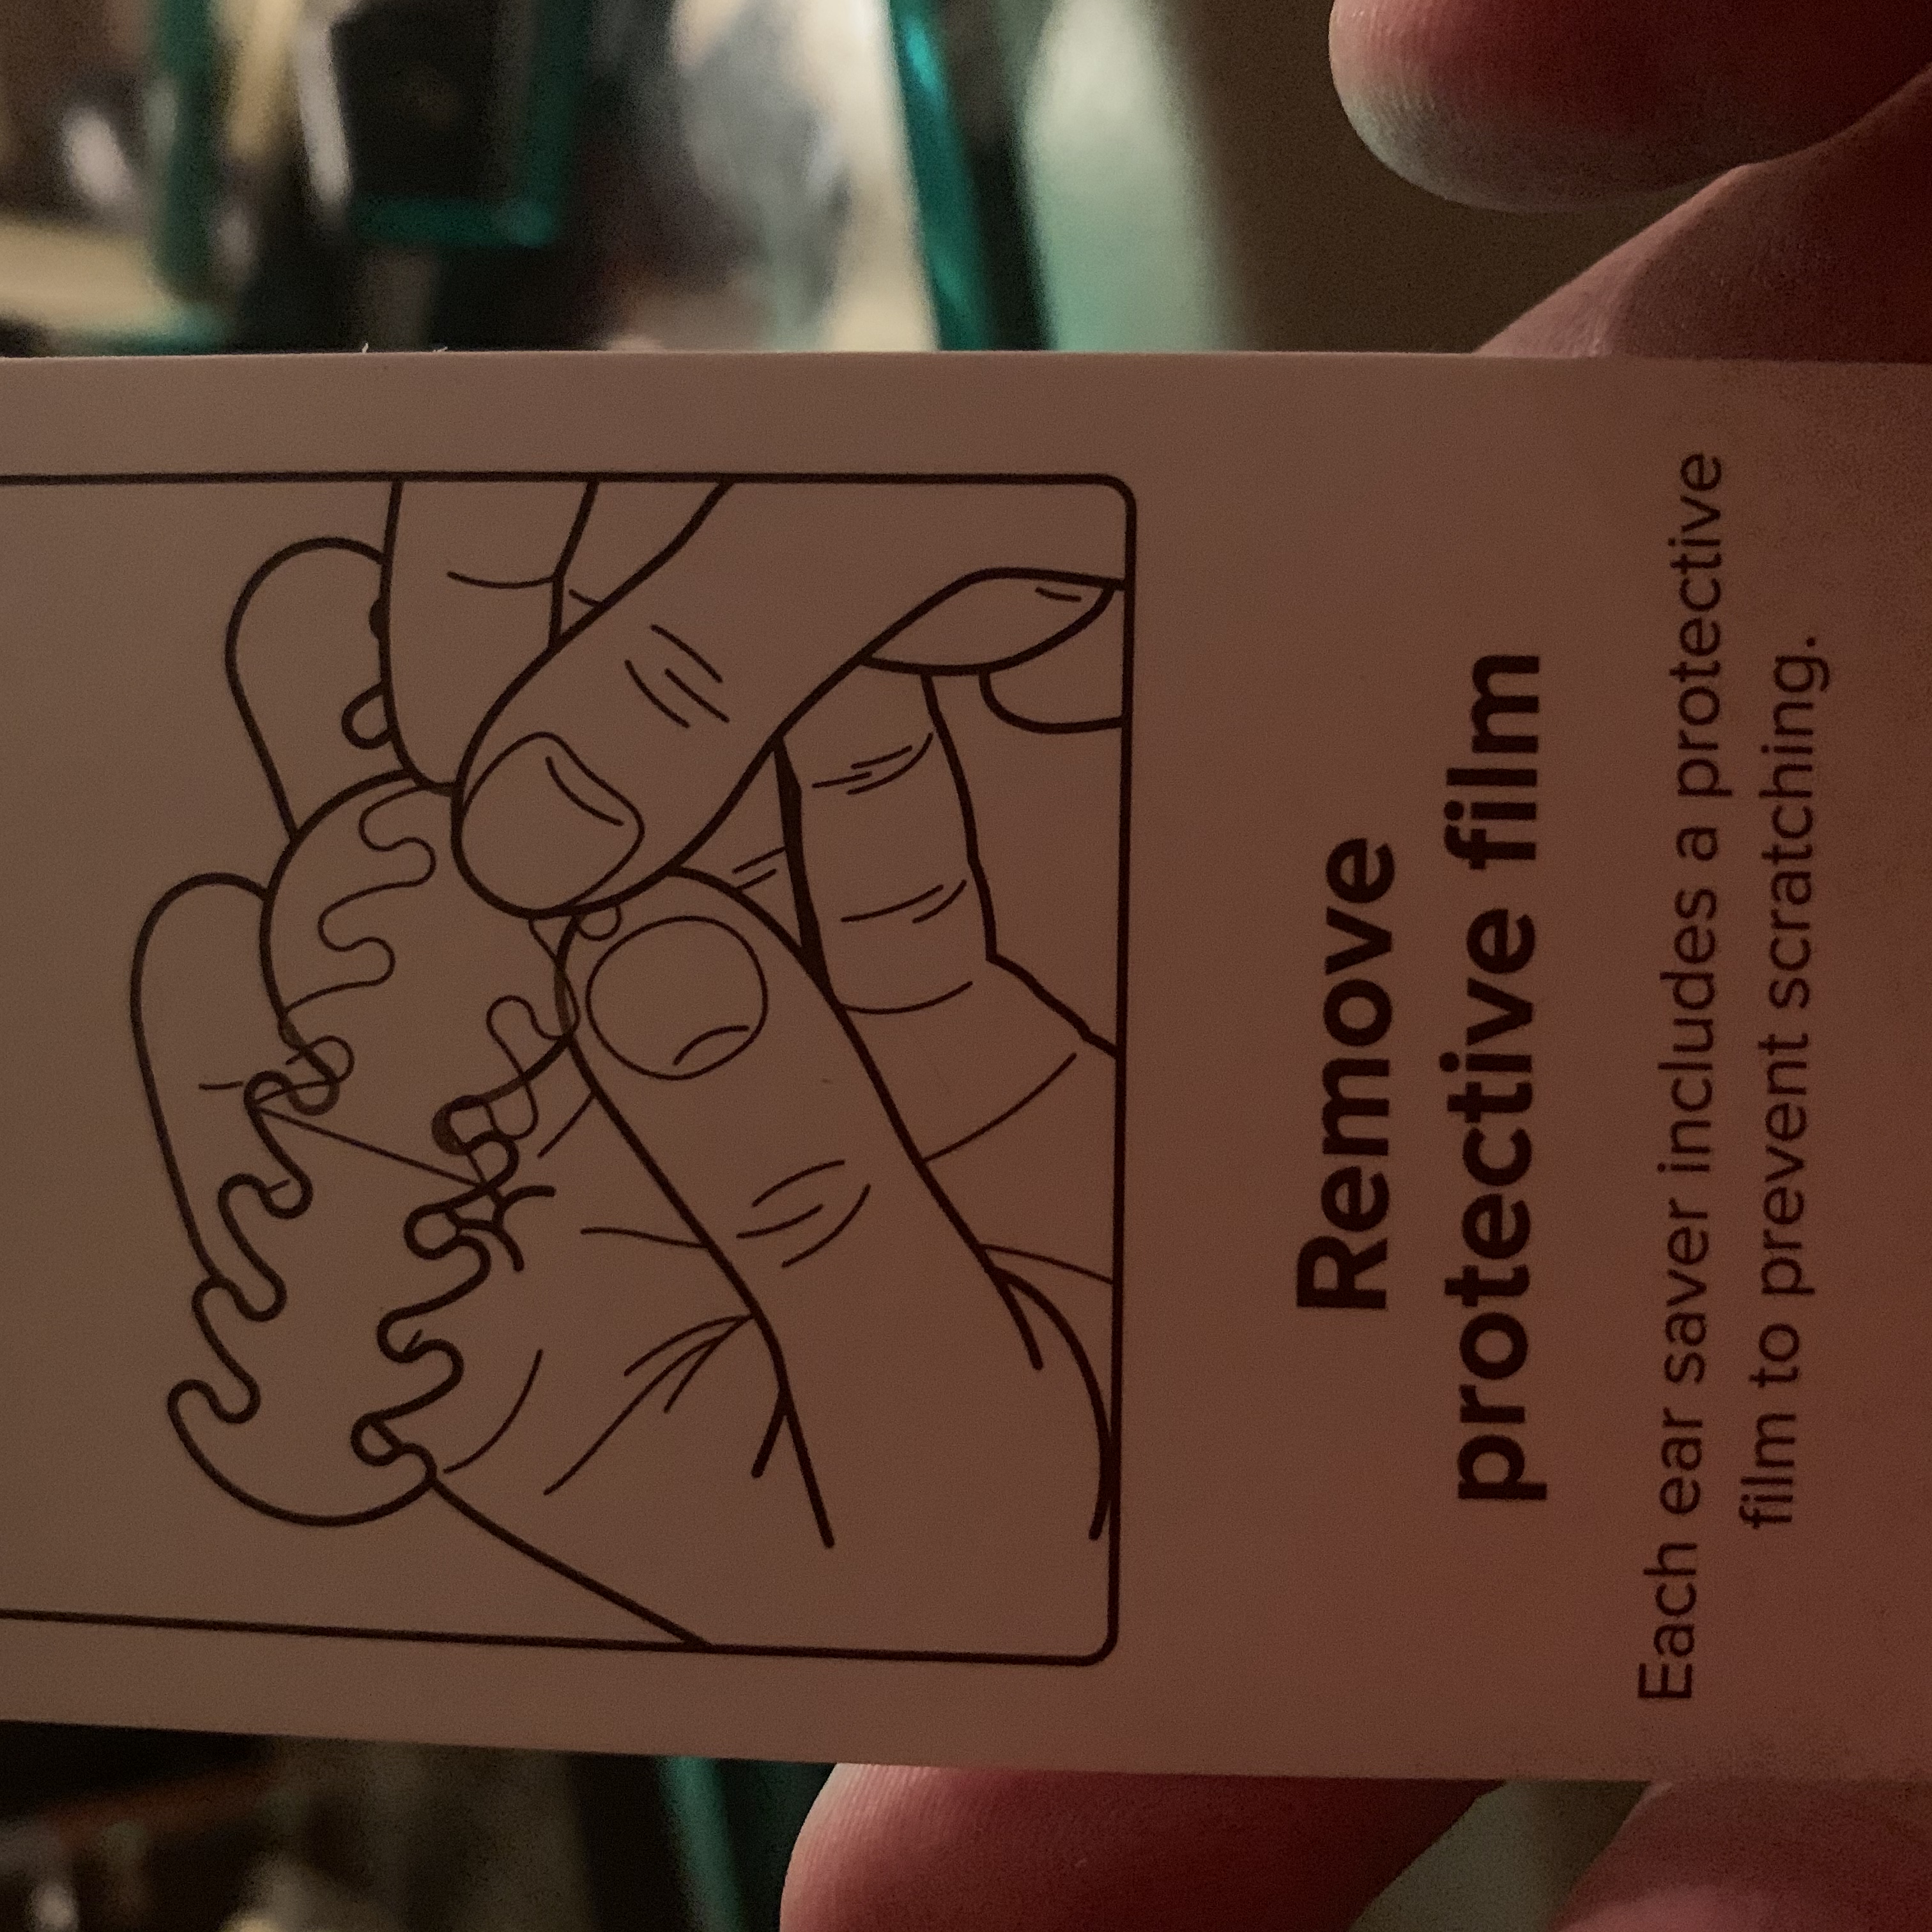 Remove
protective film
Each ear saver includes a protective
film to prevent scratching.